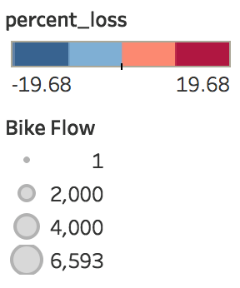 percent_loss
-19.68 19.68
Bike Flow
1
2,000
4,000
6,593